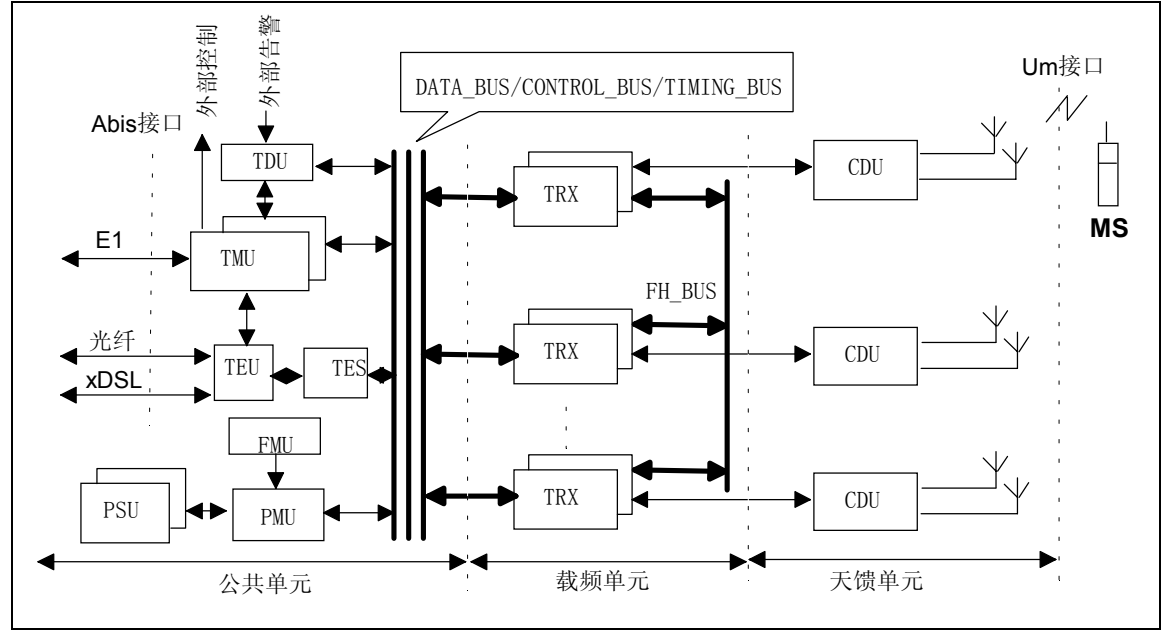 外部控制
外部告警
Abis接口
DATA_BUS/CONTROL_BUS/TIMING_BUS
Um接口
TDU
TRX
CDU
MS
E1
TMU
FH_BUS
光纤
TEU
TES
TRX
CDU
xDSL
FMU
PSU
PMU
TRX
CDU
公共单元
载频单元
天馈单元